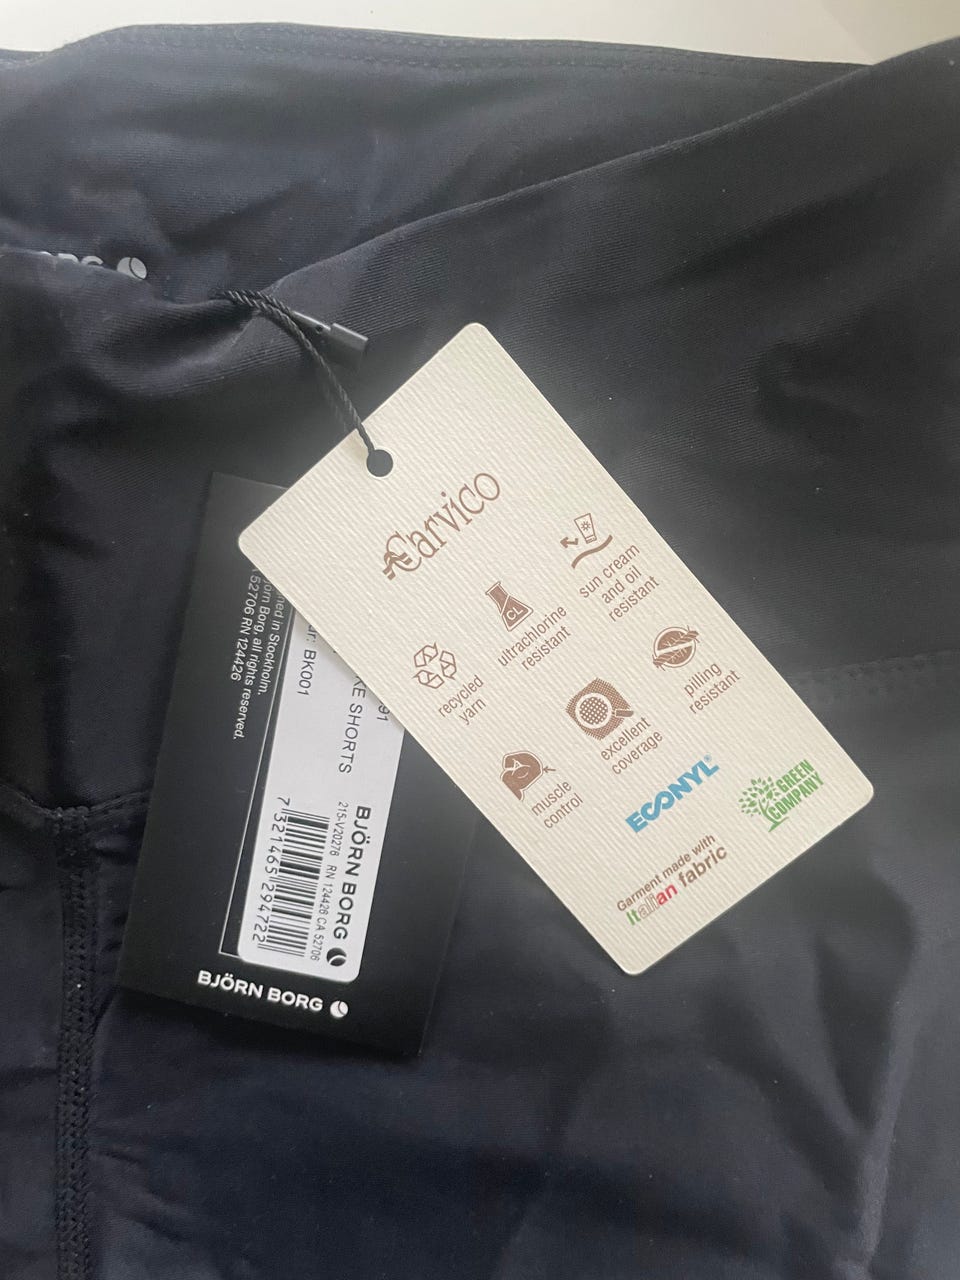 Carvico
sun cream
and oil
resistant
ultrachlorine
resistant
CL
recycled
yarn
pilling
resistant
excellent
coverage
muscle
control
ECONYL®
GREEN
COMPANY
Garment made with
Italian fabric
in Stockholm.
Borg, all rights reserved.
52706 RN 124426
BK001
SHORTS
BJÖRN BORG
215-V20276 RN 124426 CA 52706
7 321465 294722
BJÖRN BORG